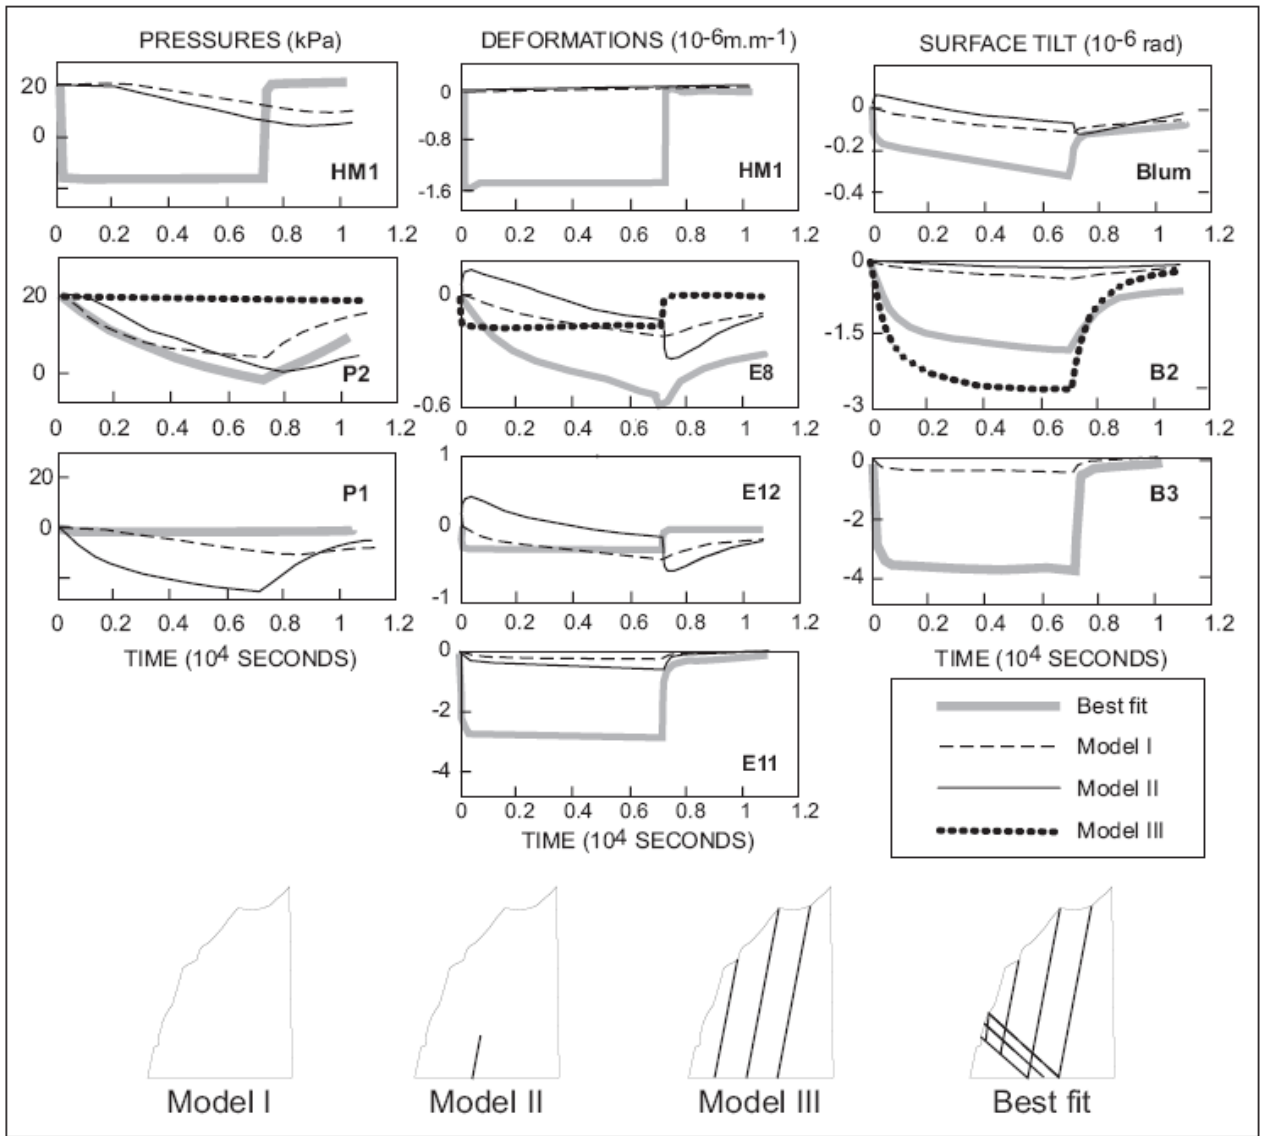 PRESSURES (kPa)
DEFORMATIONS (10-6m.m-1)
SURFACE TILT (10-6 rad)
20
0
HM1
0 0.2 0.4 0.6 0.8 1 1.2
0
-0.8
-1.6
HM1
0 0.2 0.4 0.6 0.8 1 1.2
0
-0.2
-0.4
Blum
0 0.2 0.4 0.6 0.8 1 1.2
20
0
P2
0 0.2 0.4 0.6 0.8 1 1.2
0
-0.6
E8
0 0.2 0.4 0.6 0.8 1 1.2
0
-1.5
-3
B2
0 0.2 0.4 0.6 0.8 1 1.2
20
0
P1
0 0.2 0.4 0.6 0.8 1 1.2
TIME (104 SECONDS)
1
0
-1
E12
0 0.2 0.4 0.6 0.8 1 1.2
0
-2
-4
B3
0 0.2 0.4 0.6 0.8 1 1.2
TIME (104 SECONDS)
0
-2
-4
E11
0 0.2 0.4 0.6 0.8 1 1.2
TIME (104 SECONDS)
Best fit
Model I
Model II
Model III
Model I
Model II
Model III
Best fit